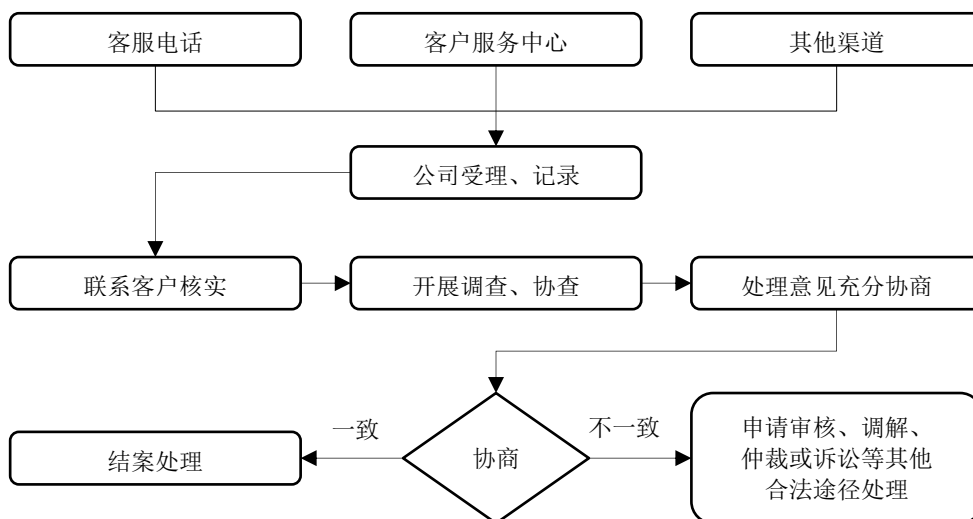 客服电话
客户服务中心
其他渠道
公司受理、记录
联系客户核实
开展调查、协查
处理意见充分协商
一致
不一致
结案处理
协商
申请审核、调解、
仲裁或诉讼等其他
合法途径处理